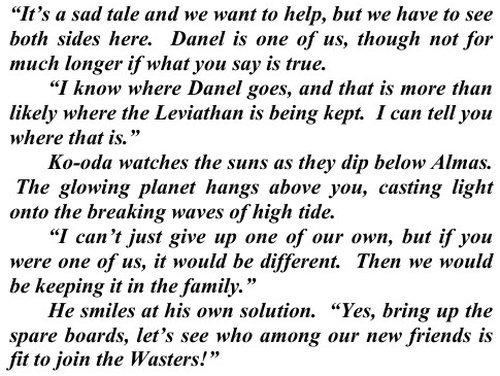 “It’s a sad tale and we want to help, but we have to see
both sides here.  Danel is one of us, though not for
much longer if what you say is true.
“I know where Danel goes, and that is more than
likely where the Leviathan is being kept.  I can tell you
where that is.”
Ko-oda watches the suns as they dip below Almas.
The glowing planet hangs above you, casting light
onto the breaking waves of high tide.
“I can’t just give up one of our own, but if you
were one of us, it would be different.  Then we would
be keeping it in the family.”
He smiles at his own solution.  “Yes, bring up the
spare boards, let’s see who among our new friends is
fit to join the Wasters!”